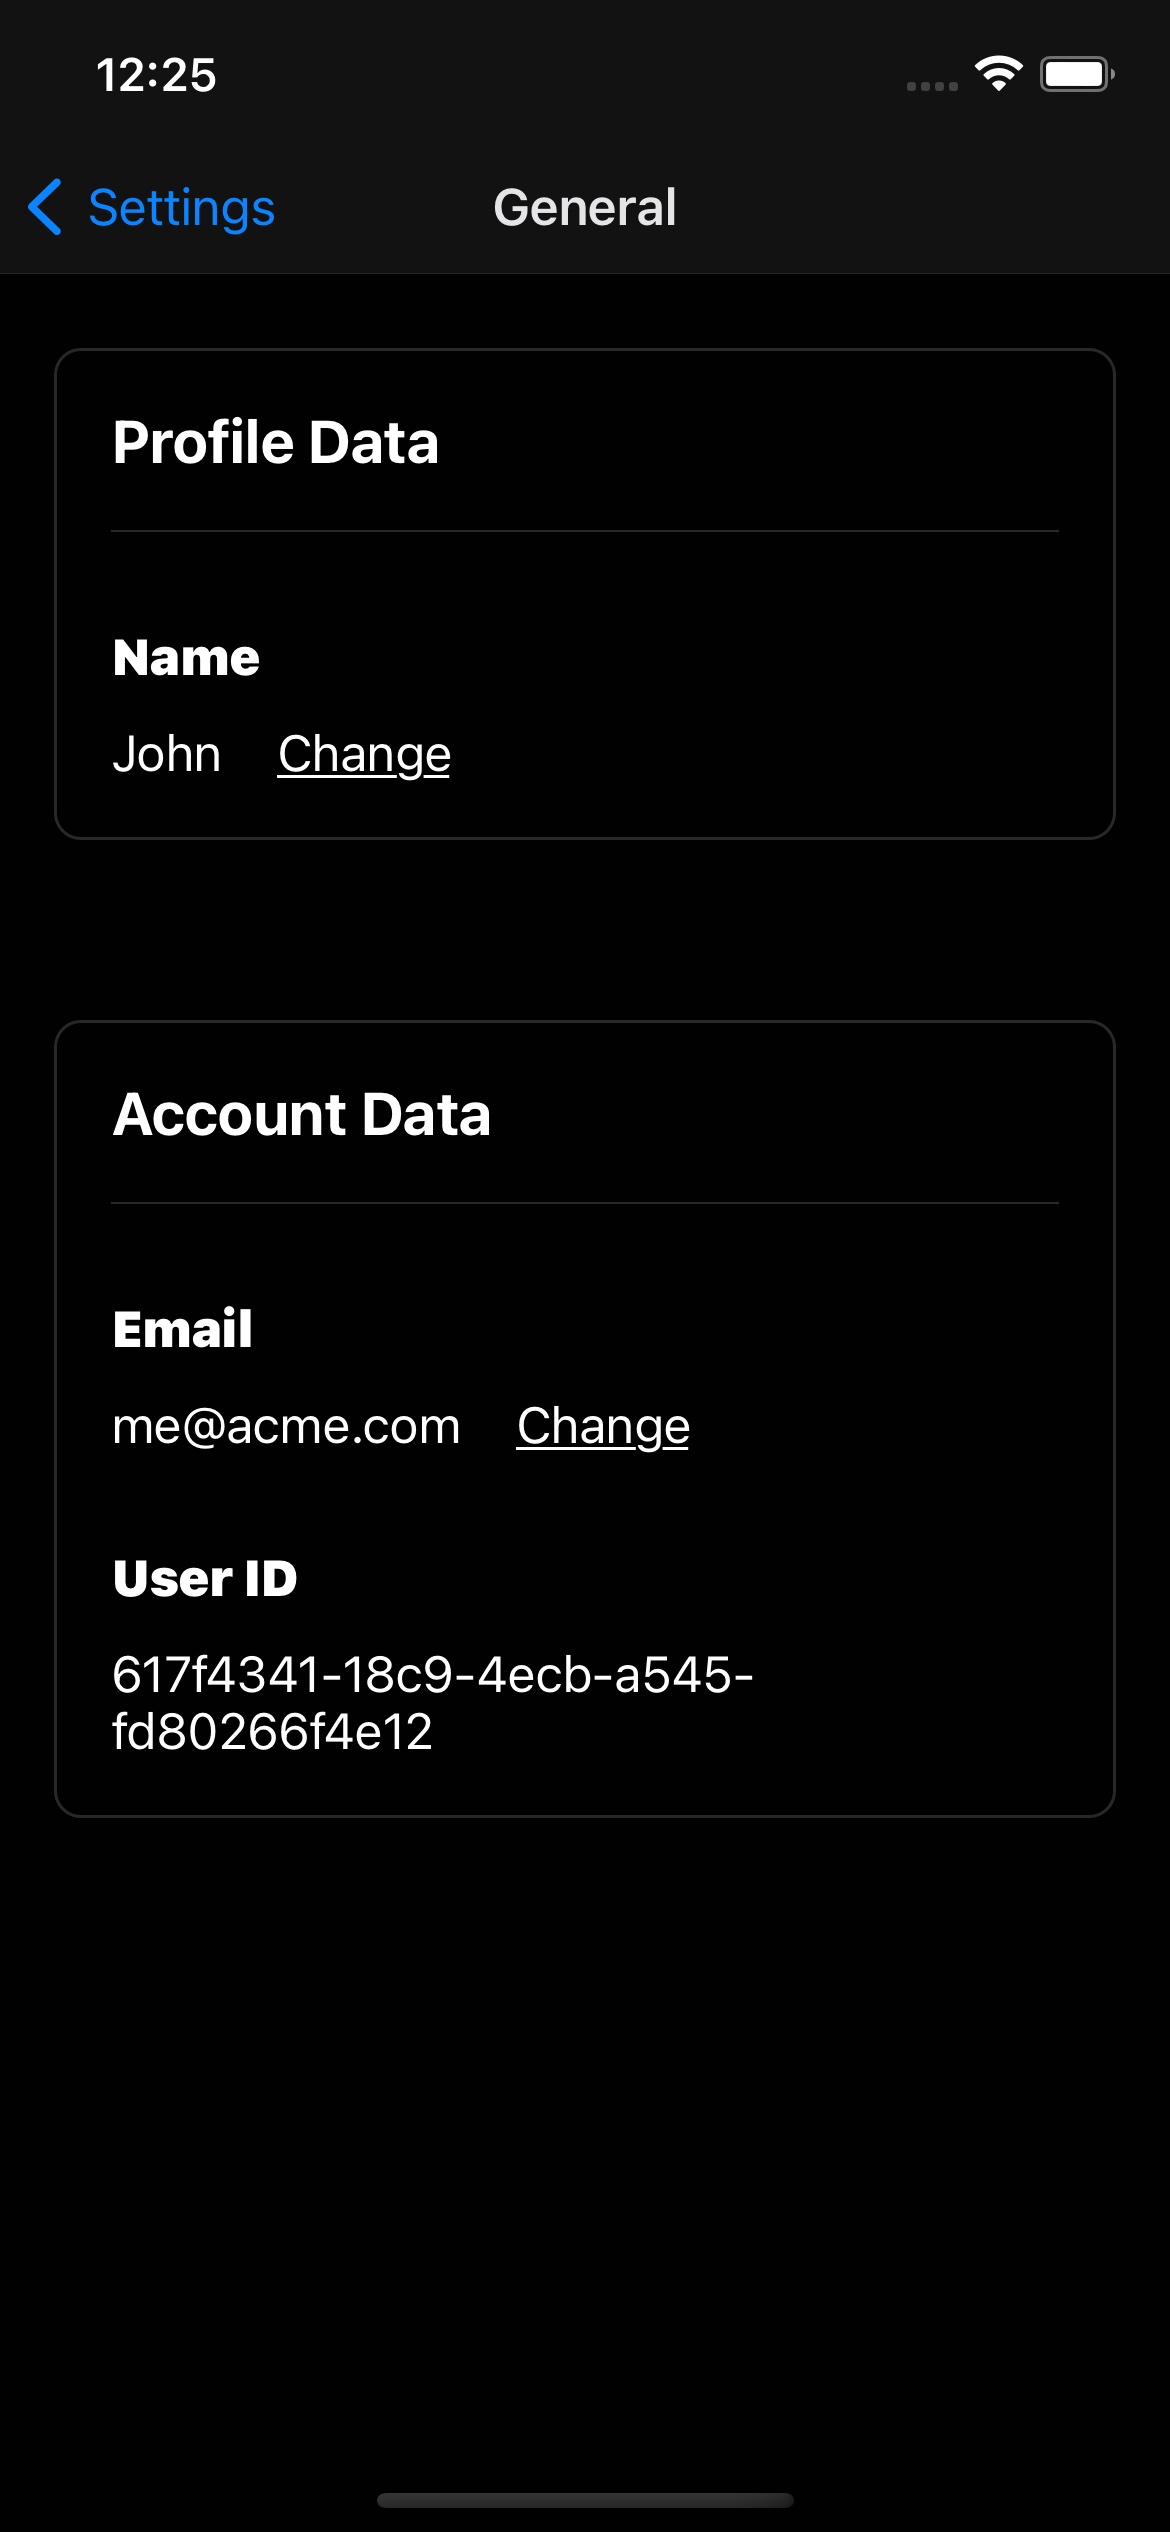 12:25
Settings
General
Profile Data
Name
John Change
Account Data
Email
me@acme.com Change
User ID
617f4341-18c9-4ecb-a545-
fd80266f4e12